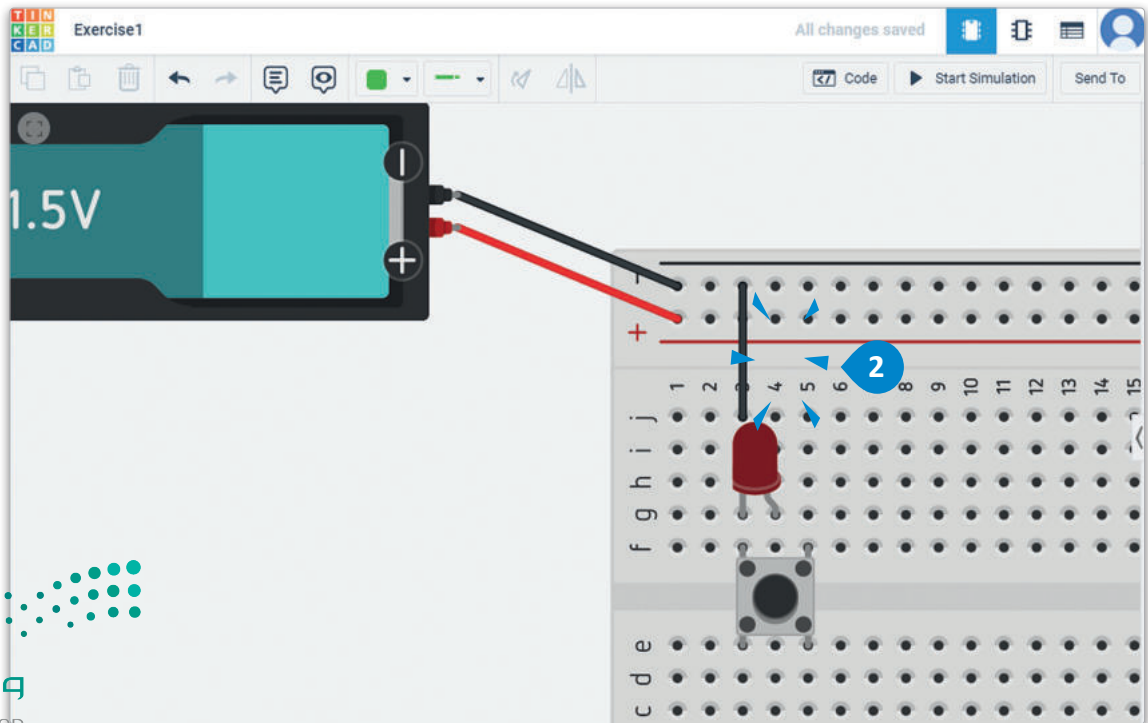 TIN
KER
CAD
Exercise1
All changes saved
Code
Start Simulation
Send To
1.5V
−
+
-
+
2
1 2 3 4 5 6 8 9 10 11 12 13 14 15
j
i
h
g
f
e
d
c